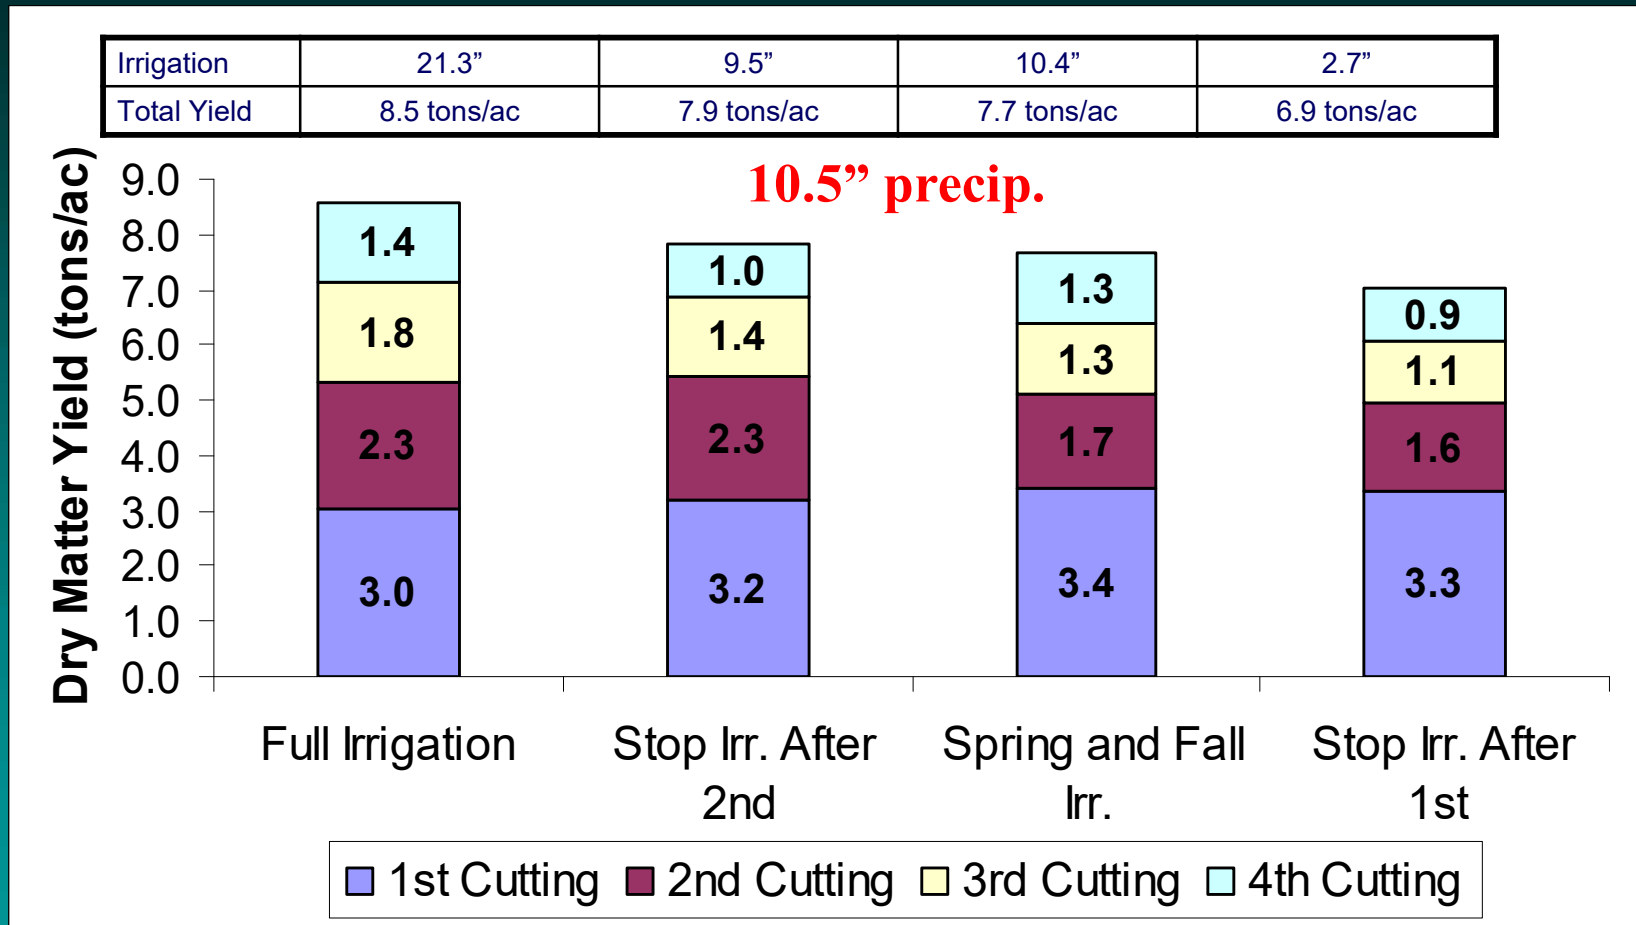 Irrigation 21.3” 9.5” 10.4” 2.7”
Total Yield 8.5 tons/ac 7.9 tons/ac 7.7 tons/ac 6.9 tons/ac
10.5” precip.
Dry Matter Yield (tons/ac)
9.0
8.0
7.0
6.0
5.0
4.0
3.0
2.0
1.0
0.0
1.4
1.8
2.3
3.0
1.0
1.4
2.3
3.2
1.3
1.3
1.7
3.4
0.9
1.1
1.6
3.3
Full Irrigation
Stop Irr. After
2nd
Spring and Fall
Irr.
Stop Irr. After
1st
1st Cutting 2nd Cutting 3rd Cutting 4th Cutting